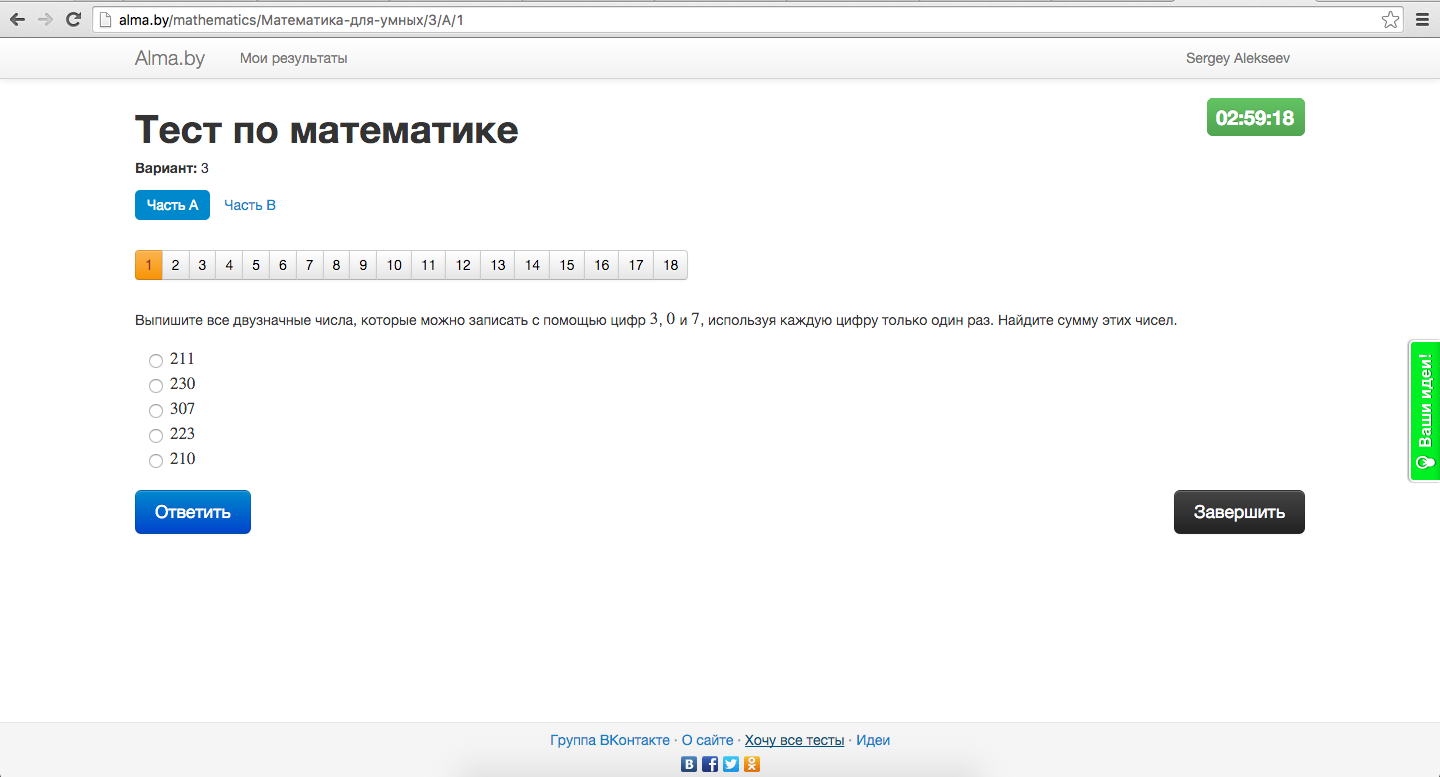 alma.by/mathematics/Математика-для-умных/3/A/1
Alma.by Мои результаты Sergey Alekseev
02:59:18
Тест по математике
Вариант: 3
Часть А Часть В
1 2 3 4 5 6 7 8 9 10 11 12 13 14 15 16 17 18
Выпишите все двузначные числа, которые можно записать с помощью цифр 3, 0 и 7, используя каждую цифру только один раз. Найдите сумму этих чисел.
211
230
307
223
210
Ваши идеи!
Ответить Завершить
Группа ВКонтакте · О сайте · Хочу все тесты · Идеи